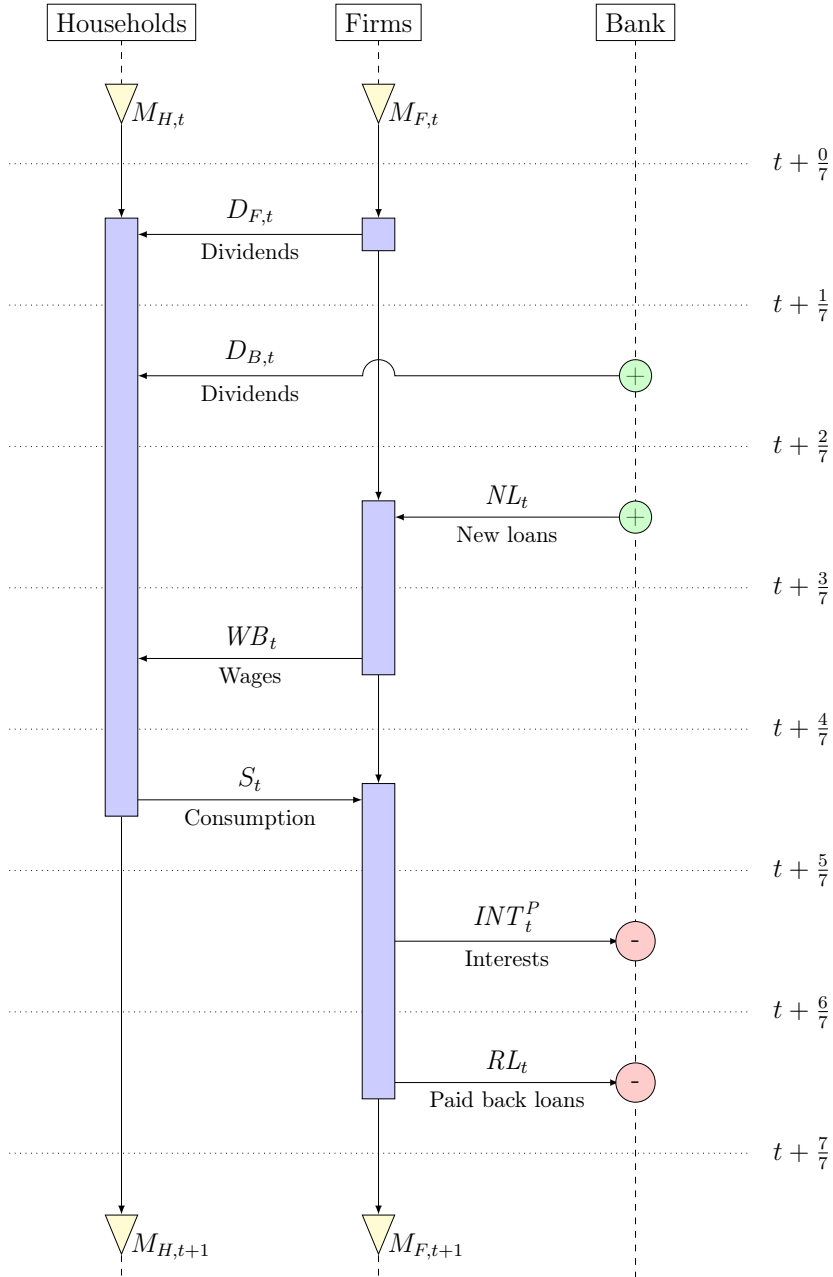 Households Firms Bank
M_{H,t} M_{F,t}
t + 0/7
D_{F,t}
Dividends
t + 1/7
D_{B,t}
Dividends +
t + 2/7
NL_t
New loans +
t + 3/7
WB_t
Wages
t + 4/7
S_t
Consumption
t + 5/7
INT_t^P
Interests -
t + 6/7
RL_t
Paid back loans -
t + 7/7
M_{H,t+1} M_{F,t+1}